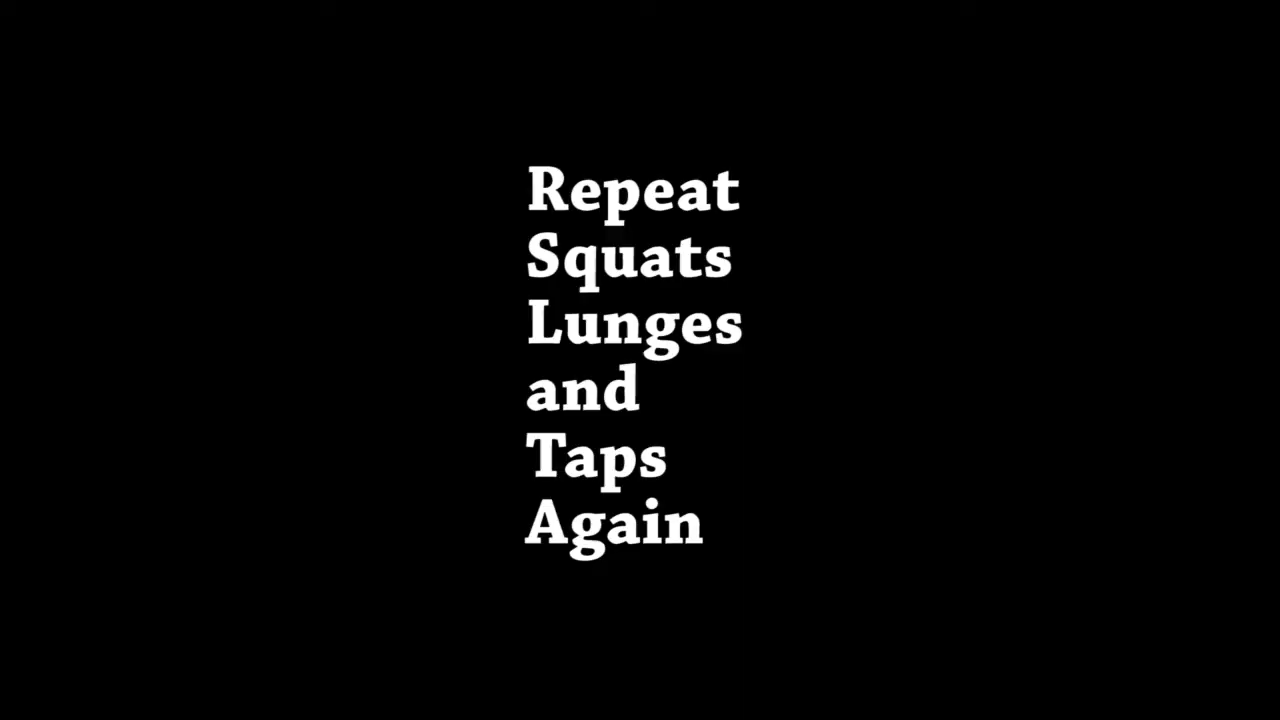 Repeat
Squats
Lunges
and
Taps
Again